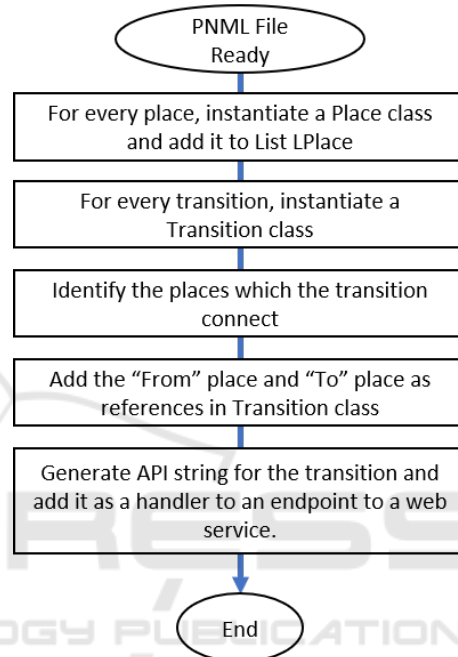 PNML File
Ready
For every place, instantiate a Place class
and add it to List LPlace
For every transition, instantiate a
Transition class
Identify the places which the transition
connect
Add the “From” place and “To” place as
references in Transition class
Generate API string for the transition and
add it as a handler to an endpoint to a web
service.
End